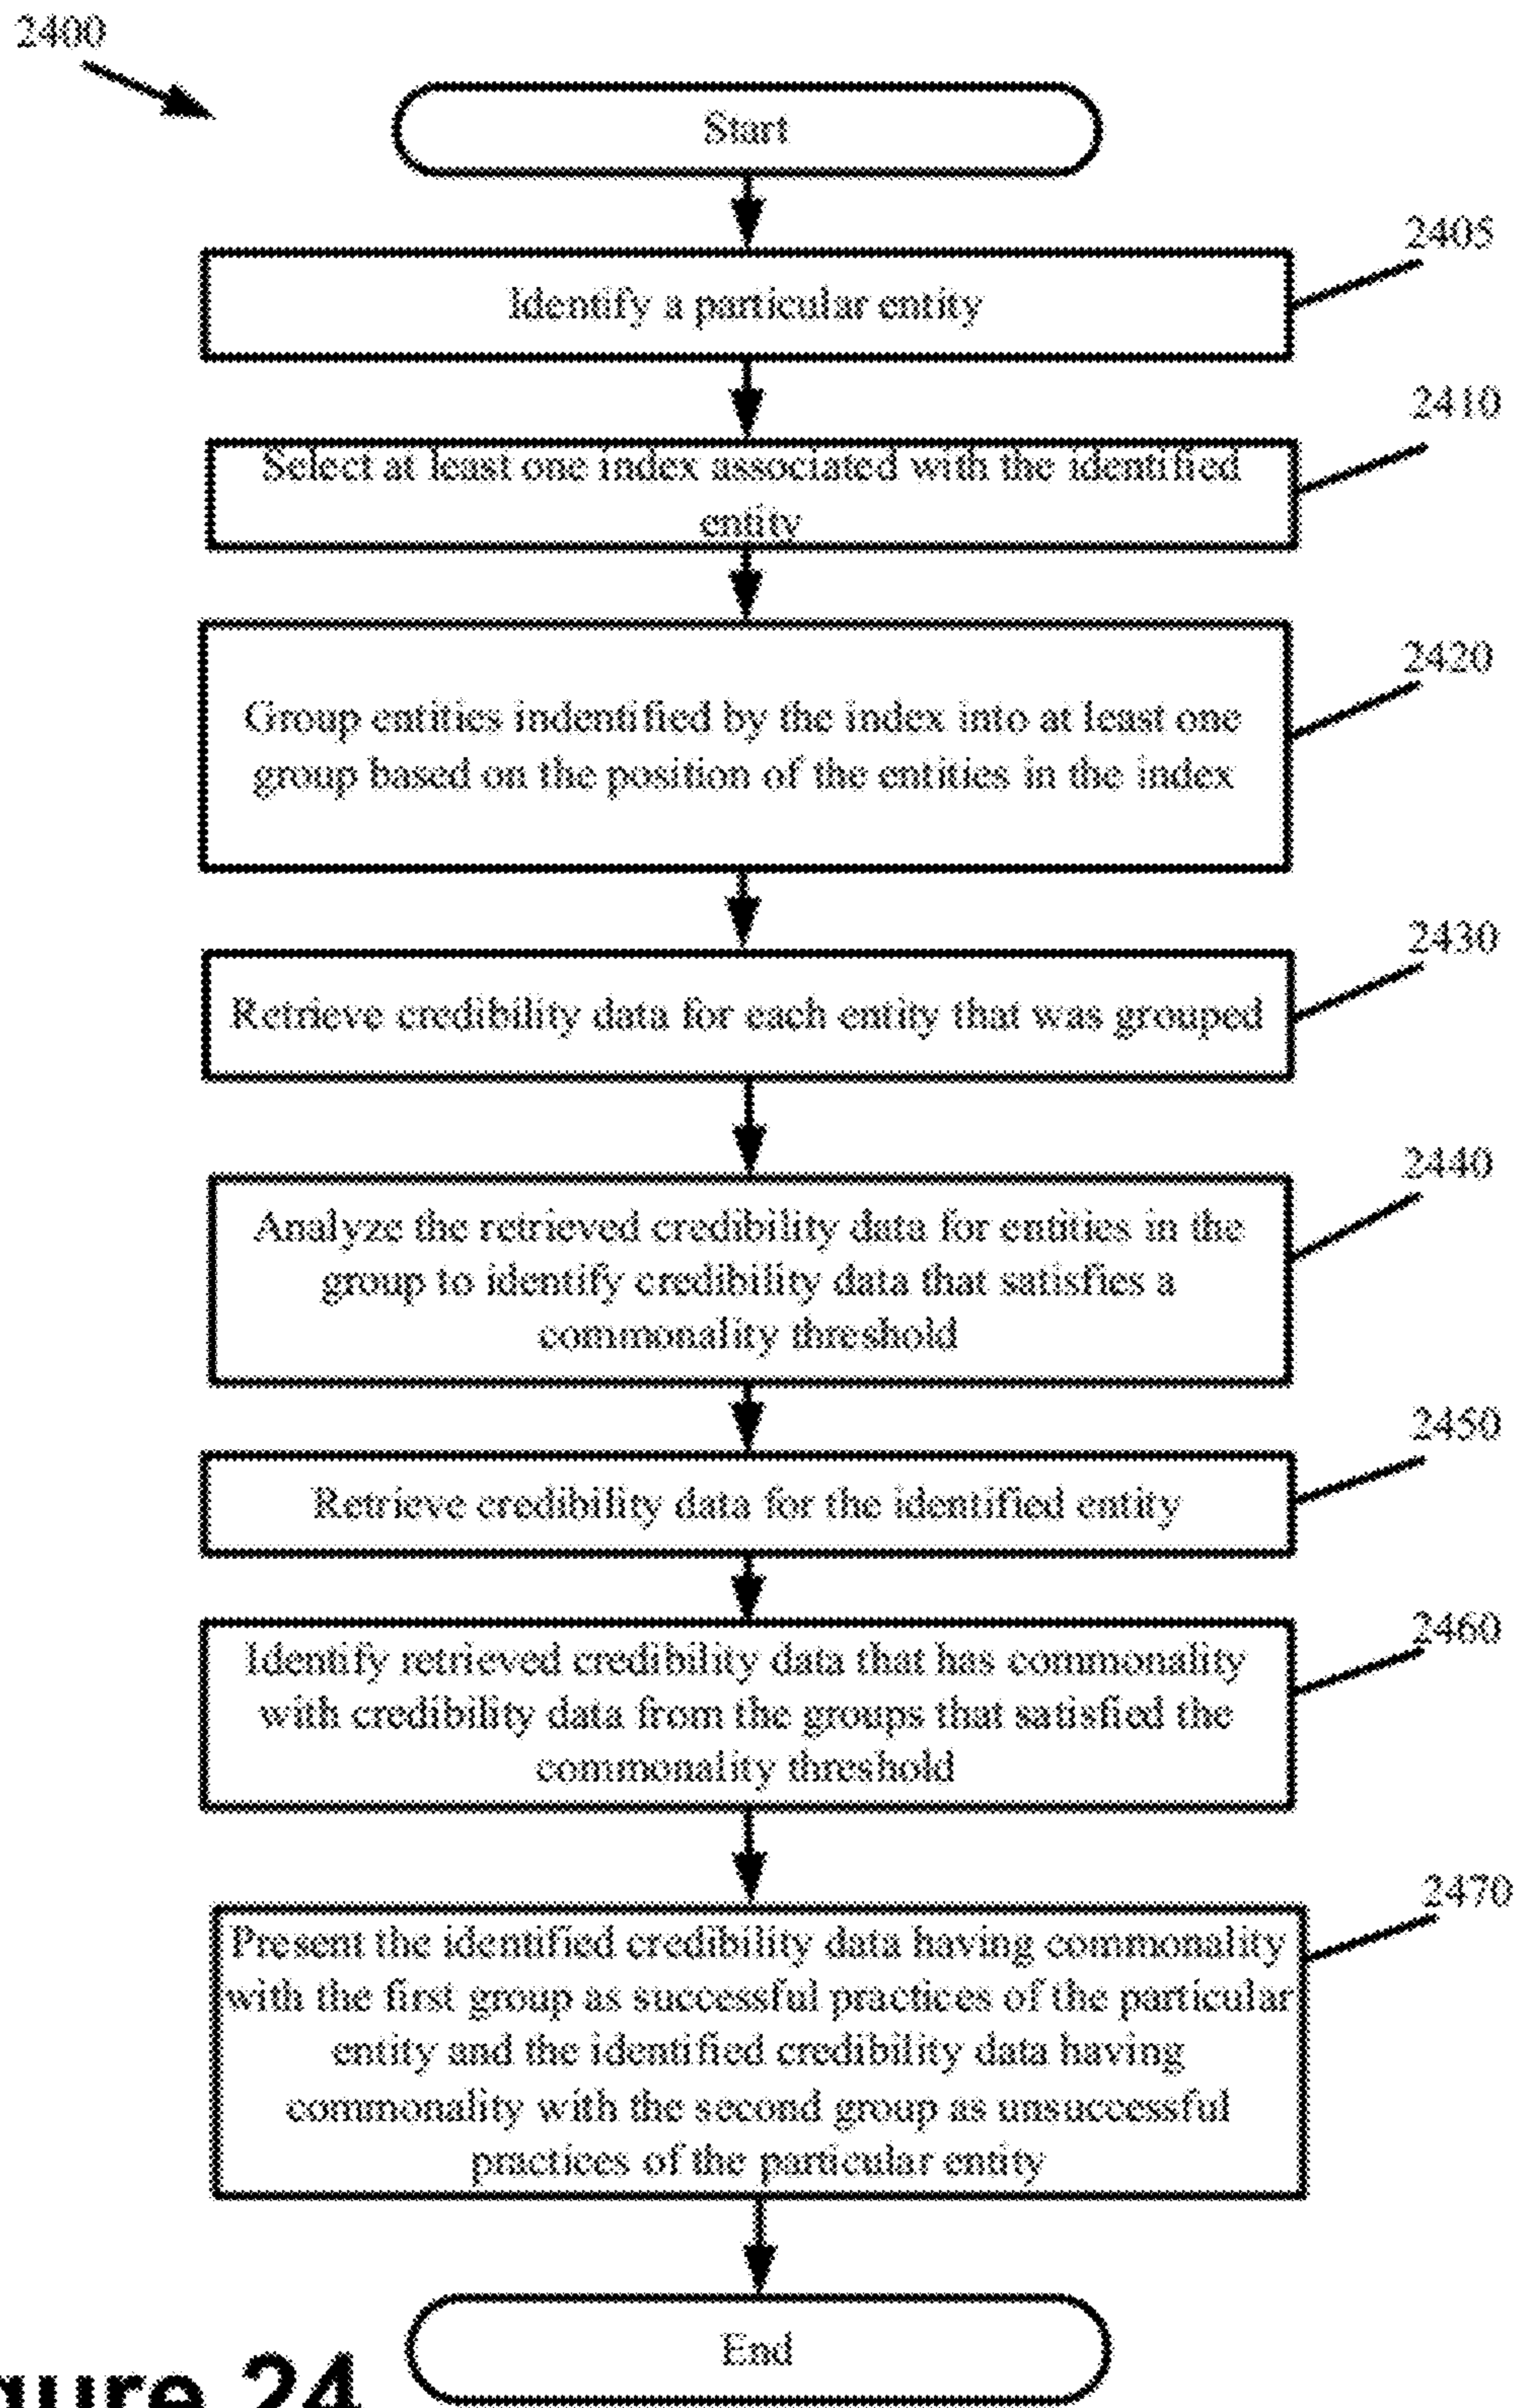 2400
Start
2405
Identify a particular entity
2410
Select at least one index associated with the identified
entity
2420
Group entities indentified by the index into at least one
group based on the position of the entities in the index
2430
Retrieve credibility data for each entity that was grouped
2440
Analyze the retrieved credibility data for entities in the
group to identify credibility data that satisfies a
commonality threshold
2450
Retrieve credibility data for the identified entity
2460
Identify retrieved credibility data that has commonality
with credibility data from the groups that satisfied the
commonality threshold
2470
Present the identified credibility data having commonality
with the first group as successful practices of the particular
entity and the identified credibility data having
commonality with the second group as unsuccessful
practices of the particular entity
End
gure 24